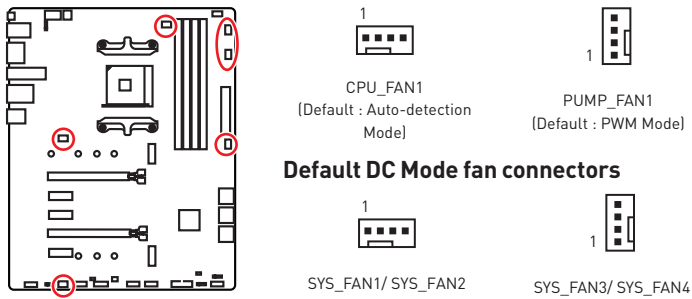 1
CPU_FAN1
(Default : Auto-detection
Mode)
1
PUMP_FAN1
(Default : PWM Mode)
Default DC Mode fan connectors
1
SYS_FAN1/ SYS_FAN2
1
SYS_FAN3/ SYS_FAN4